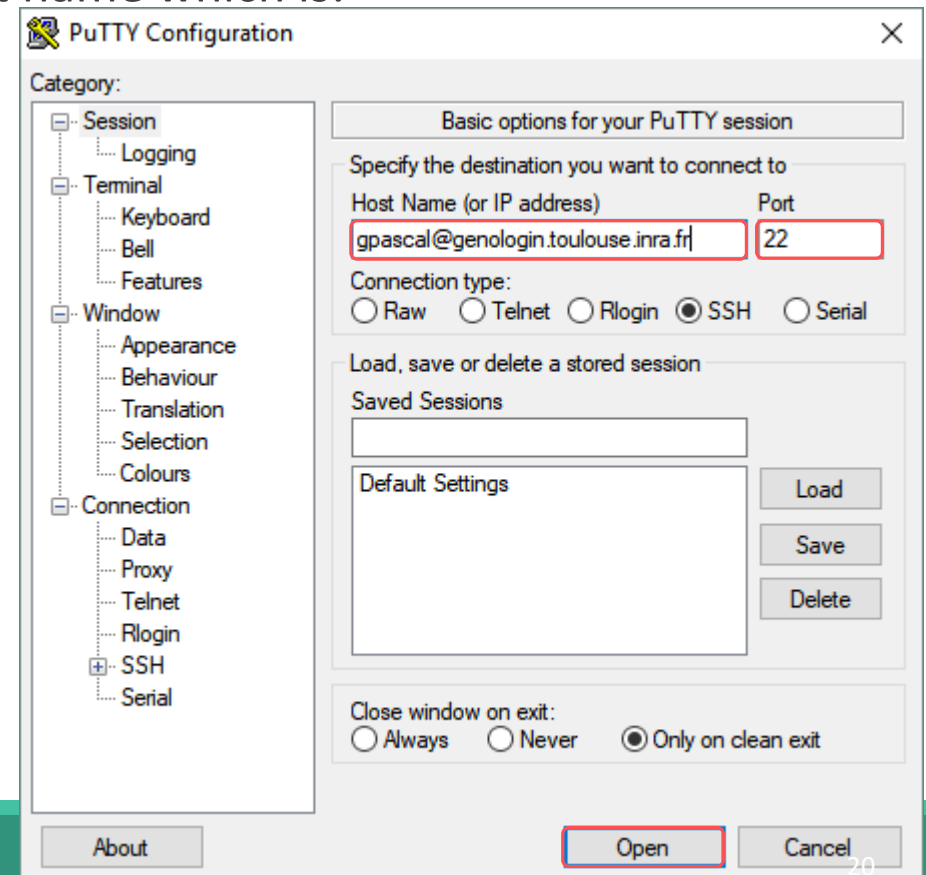 name which is:
PuTTY Configuration
Category:
Session
Logging
Terminal
Keyboard
Bell
Features
Window
Appearance
Behaviour
Translation
Selection
Colours
Connection
Data
Proxy
Telnet
Rlogin
SSH
Serial
Basic options for your PuTTY session
Specify the destination you want to connect to
Host Name (or IP address) Port
gpascal@genologin.toulouse.inra.fr 22
Connection type:
Raw Telnet Rlogin SSH Serial
Load, save or delete a stored session
Saved Sessions
Default Settings
Load
Save
Delete
Close window on exit:
Always Never Only on clean exit
About Open Cancel
20